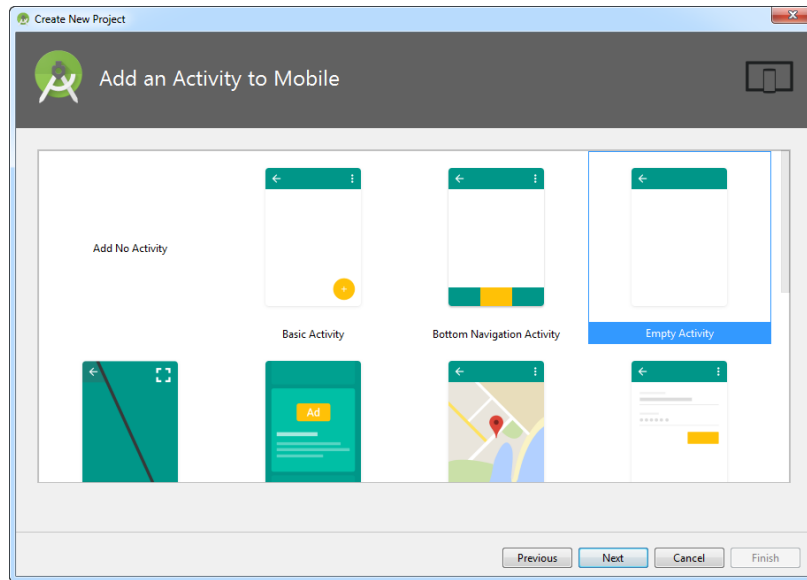 Create New Project
Add an Activity to Mobile
Add No Activity
Basic Activity
Bottom Navigation Activity
Empty Activity
Ad
Previous
Next
Cancel
Finish